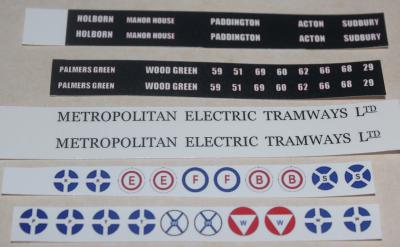 HOLBORN MANOR HOUSE PADDINGTON ACTON SUDBURY
HOLBORN MANOR HOUSE PADDINGTON ACTON SUDBURY
PALMERS GREEN WOOD GREEN 59 51 69 60 62 66 68 29
PALMERS GREEN WOOD GREEN 59 51 69 60 62 66 68 29
METROPOLITAN ELECTRIC TRAMWAYS LTD
METROPOLITAN ELECTRIC TRAMWAYS LTD
E E F F B B S S
W W